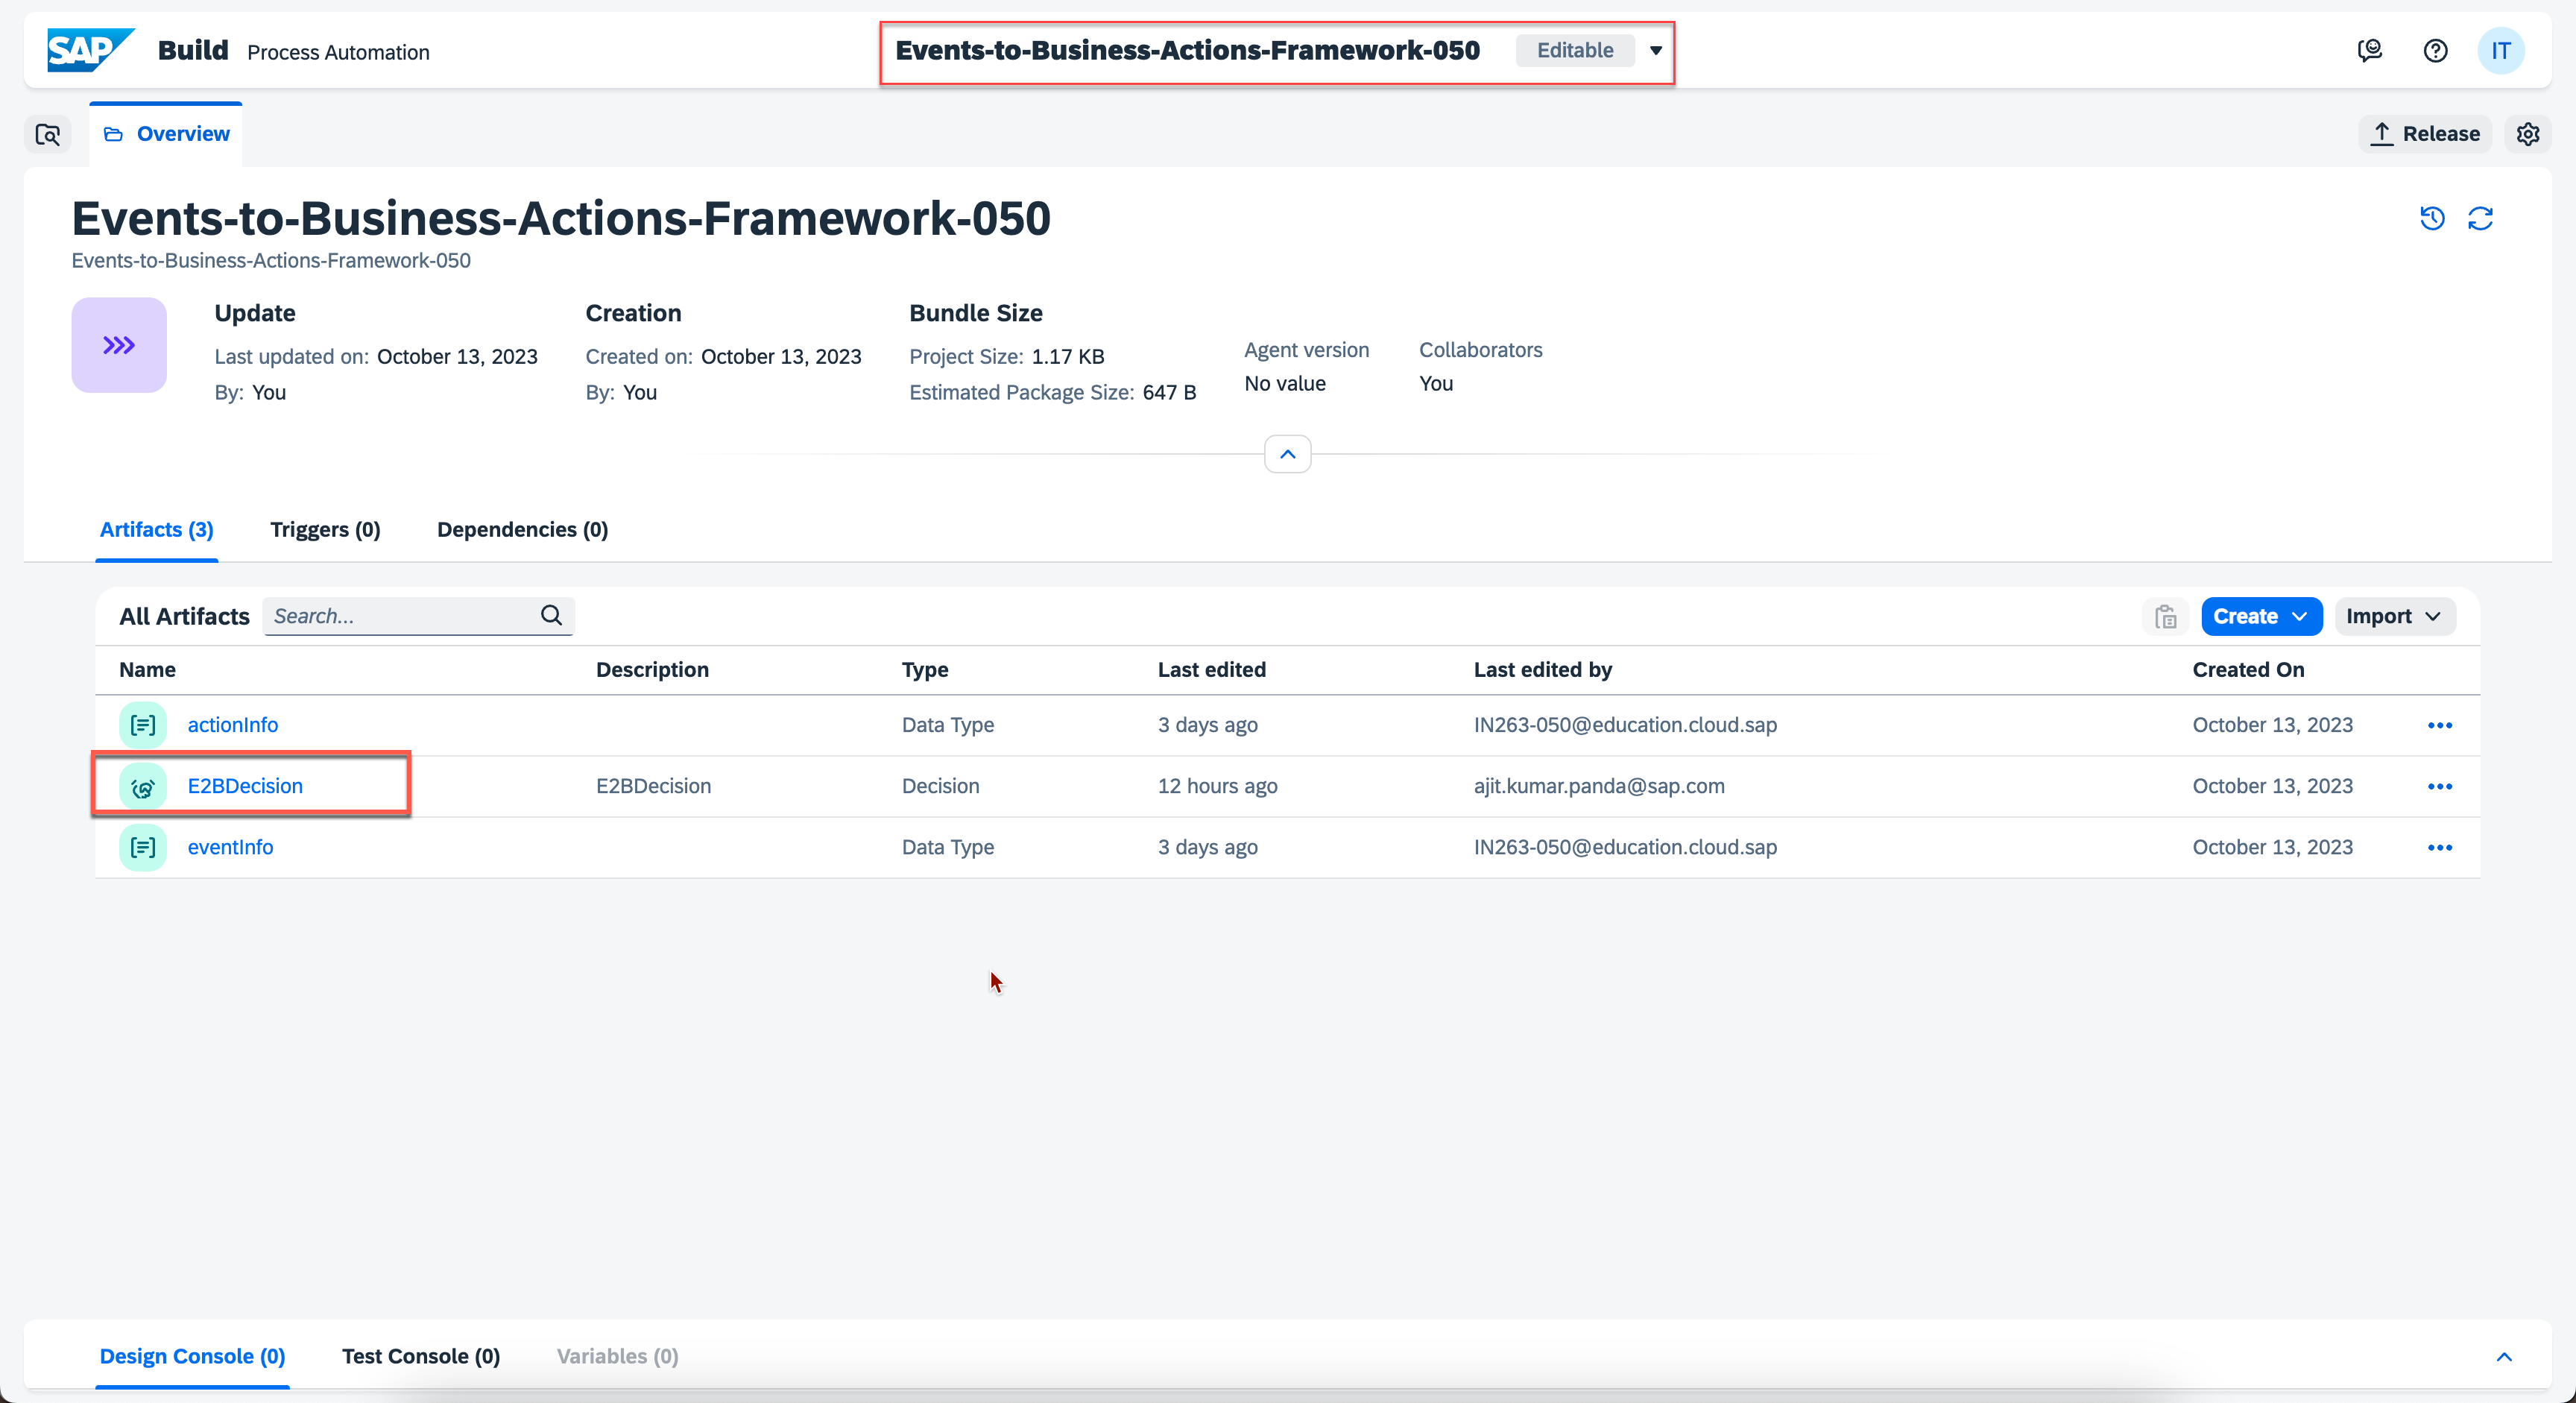 SAP Build Process Automation Events-to-Business-Actions-Framework-050 Editable IT
Overview Release
Events-to-Business-Actions-Framework-050
Events-to-Business-Actions-Framework-050
Update Creation Bundle Size
Agent version Collaborators
Last updated on: October 13, 2023 Created on: October 13, 2023 Project Size: 1.17 KB
No value You
By: You By: You Estimated Package Size: 647 B
Artifacts (3) Triggers (0) Dependencies (0)
All Artifacts Search... Create Import
Name Description Type Last edited Last edited by Created On
actionInfo Data Type 3 days ago IN263-050@education.cloud.sap October 13, 2023
E2BDecision E2BDecision Decision 12 hours ago ajit.kumar.panda@sap.com October 13, 2023
eventInfo Data Type 3 days ago IN263-050@education.cloud.sap October 13, 2023
Design Console (0) Test Console (0) Variables (0)